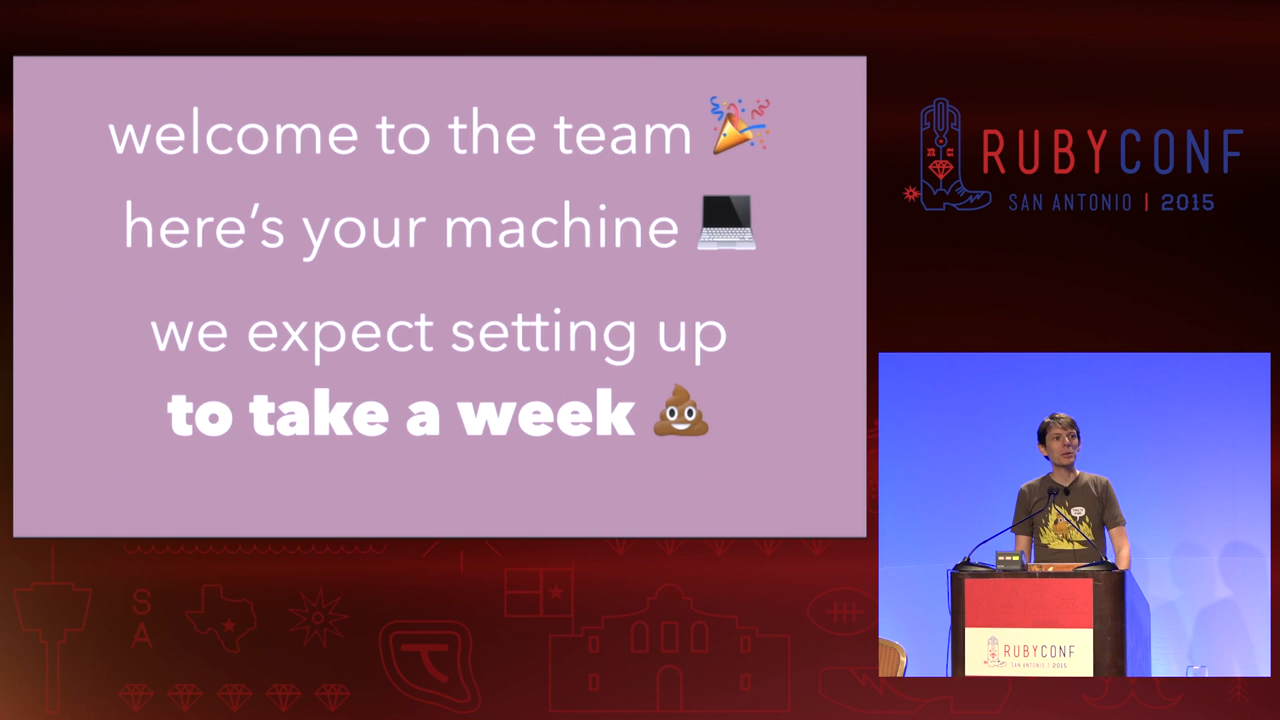 welcome to the team 🎉
here’s your machine 💻
we expect setting up
to take a week 💩
RUBYCONF
SAN ANTONIO | 2015
S
A
RUBYCONF
SAN ANTONIO | 2015